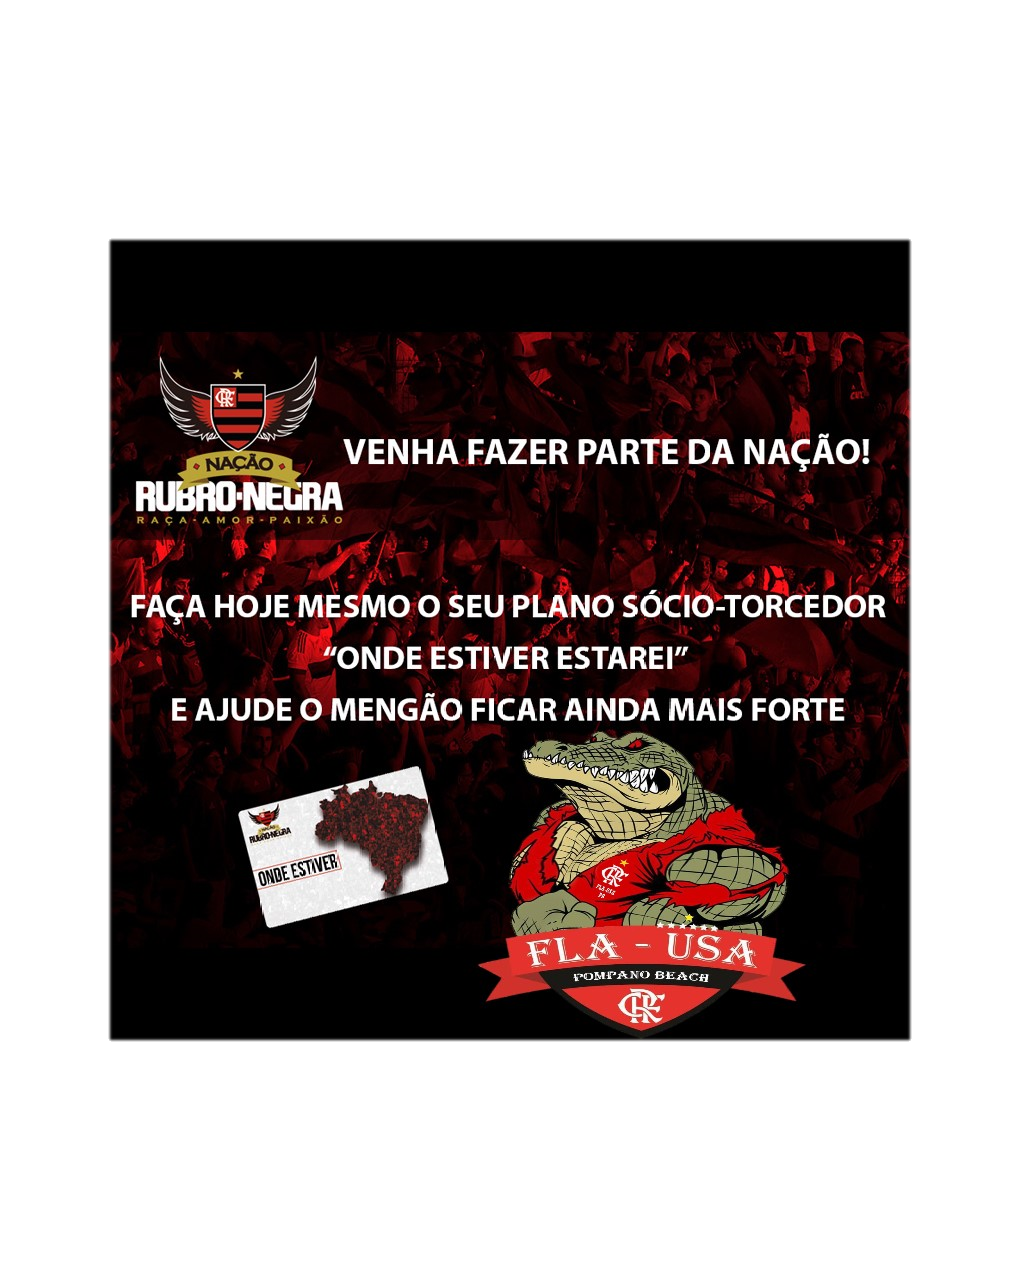 VENHA FAZER PARTE DA NAÇÃO!
NAÇÃO
RUBRO-NEGRA
RAÇA-AMOR-PAIXÃO
FAÇA HOJE MESMO O SEU PLANO SÓCIO-TORCEDOR
“ONDE ESTIVER ESTAREI”
E AJUDE O MENGÃO FICAR AINDA MAIS FORTE
NAÇÃO
RUBRO-NEGRA
ONDE ESTIVER
FLA - USA
POMPANO BEACH